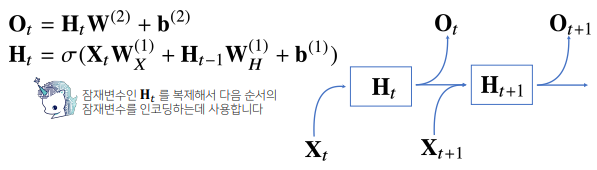 O_t = H_t W^(2) + b^(2)
H_t = σ(X_t W_X^(1) + H_{t−1} W_H^(1) + b^(1))
잠재변수인 H_t 를 복제해서 다음 순서의
잠재변수를 인코딩하는데 사용합니다
O_t
O_{t+1}
H_t
H_{t+1}
X_t
X_{t+1}